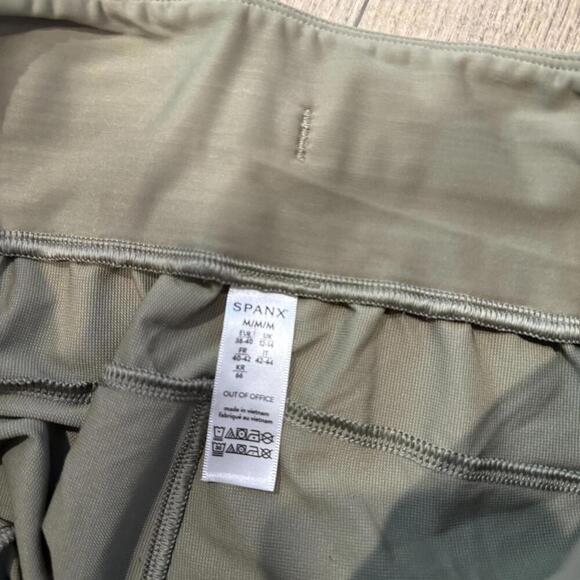 SPANX
M/M/M
EUR UK
38-40 12-14
FR IT
40-42 42-44
KR
66
OUT OF OFFICE
made in vietnam
fabriqué au vietnam